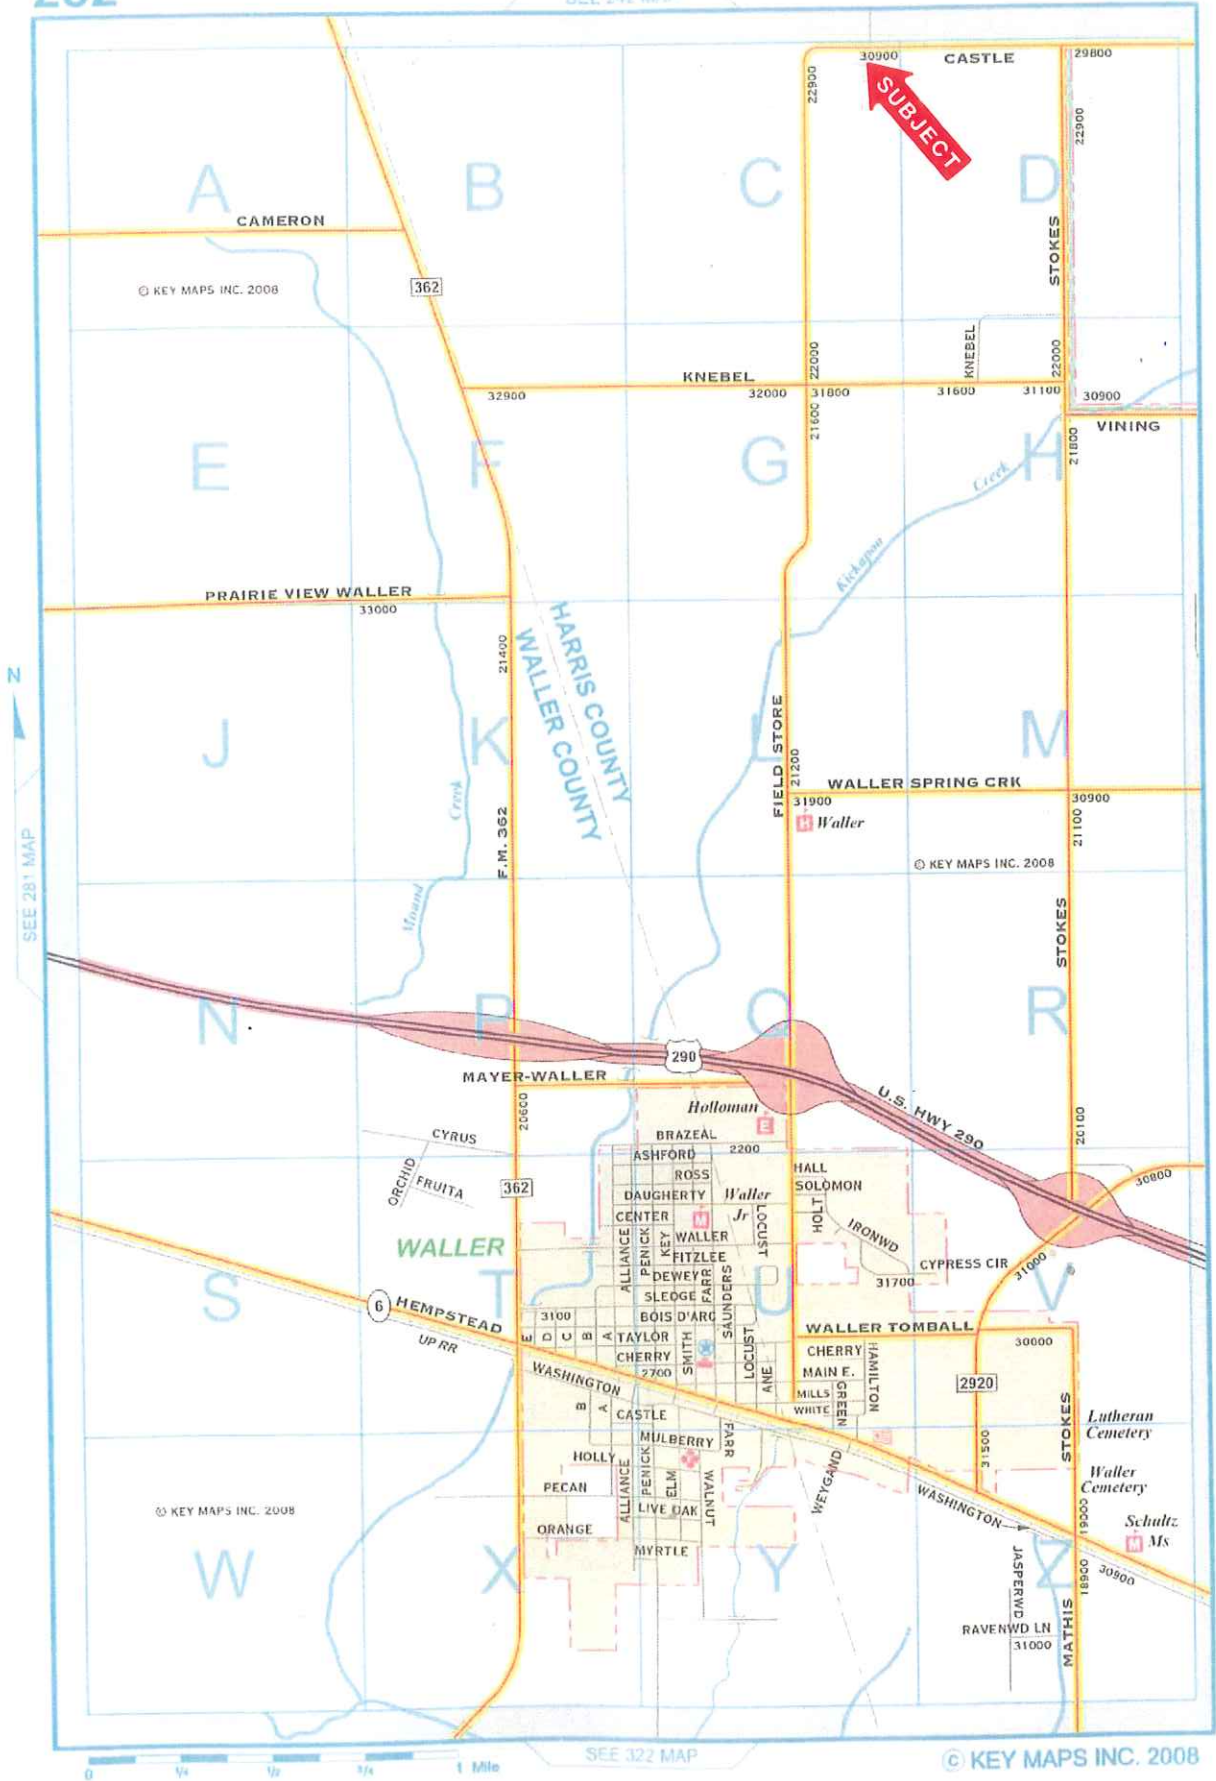 CASTLE
30900
29800
22900
SUBJECT
22900
A
B
C
D
CAMERON
STOKES
© KEY MAPS INC. 2008
362
KNEBEL
22000
22000
KNEBEL
32900
32000
31800
31600
31100
30900
21600
VINING
21800
E
F
G
H
Creek
Kickapoo
PRAIRIE VIEW WALLER
33000
21400
HARRIS COUNTY
WALLER COUNTY
N
J
K
L
M
FIELD STORE
21200
WALLER SPRING CRK
31900
30900
H Waller
21100
Creek
F.M. 362
© KEY MAPS INC. 2008
SEE 281 MAP
Mound
STOKES
N
P
Q
R
290
MAYER-WALLER
U.S. HWY 290
20600
Holloman
E
20100
CYRUS
BRAZEAL
2200
ASHFORD
ORCHID
FRUITA
362
ROSS
HALL
SOLOMON
30800
DAUGHERTY
Waller
Jr
M
CENTER
LOCUST
HOLT
IRONWD
WALLER
ALLIANCE
PENICK
KEY
WALLER
FITZLEE
CYPRESS CIR
31000
DEWEY
FARR
SAUNDERS
31700
S
T
U
V
SLEDGE
6
HEMPSTEAD
UP RR
3100
BOIS D'ARC
E
D
C
B
A
TAYLOR
WALLER TOMBALL
30000
CHERRY
SMITH
LOCUST
ANE
CHERRY
HAMILTON
2700
WASHINGTON
MAIN E.
2920
MILLS
GREEN
WHITE
B
A
CASTLE
STOKES
Lutheran
Cemetery
MULBERRY
FARR
31500
HOLLY
PENICK
ELM
WALNUT
WEYGAND
Waller
Cemetery
PECAN
ALLIANCE
LIVE OAK
WASHINGTON
© KEY MAPS INC. 2008
ORANGE
19000
Schultz
M Ms
MYRTLE
W
X
Y
Z
JASPERWD
18900
30900
RAVENWD LN
31000
MATHIS
0
1/4
1/2
3/4
1 Mile
SEE 322 MAP
© KEY MAPS INC. 2008